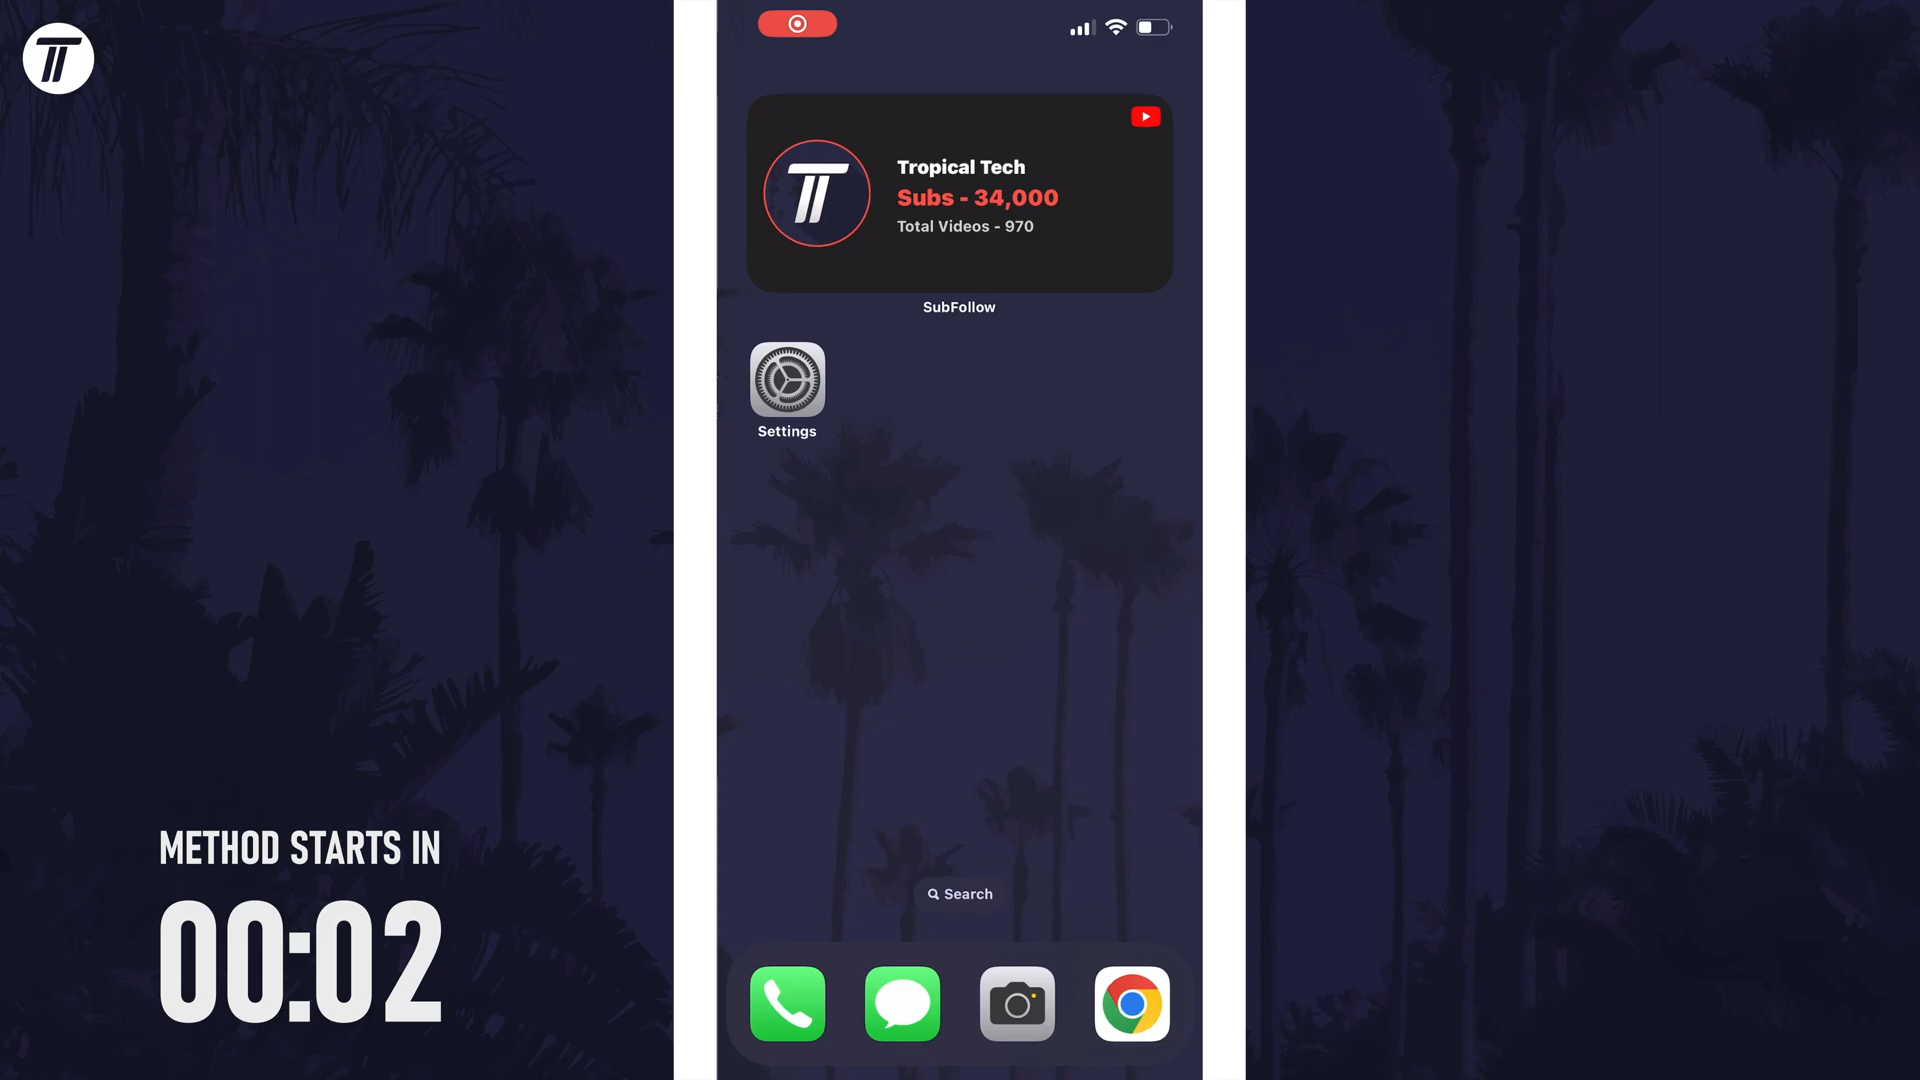 Tropical Tech
Subs - 34,000
Total Videos - 970
SubFollow
Settings
METHOD STARTS IN
00:02
Search